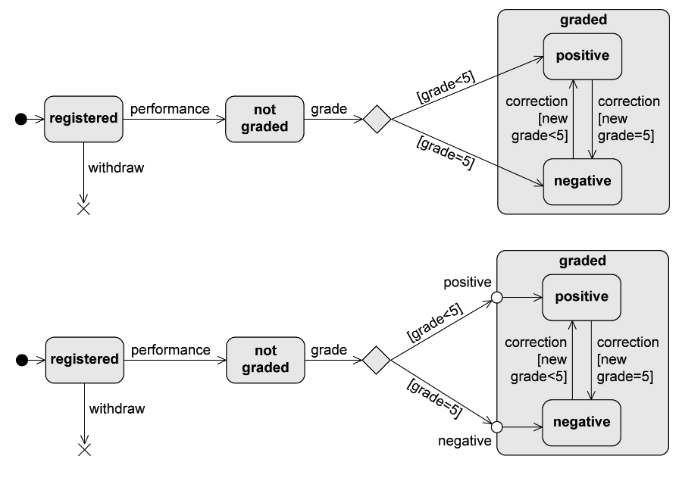 graded
positive
[grade<5]
correction
[new
grade<5]
correction
[new
grade=5]
registered
performance
not
graded
grade
[grade=5]
withdraw
negative
graded
positive
positive
[grade<5]
correction
[new
grade<5]
correction
[new
grade=5]
registered
performance
not
graded
grade
[grade=5]
withdraw
negative
negative